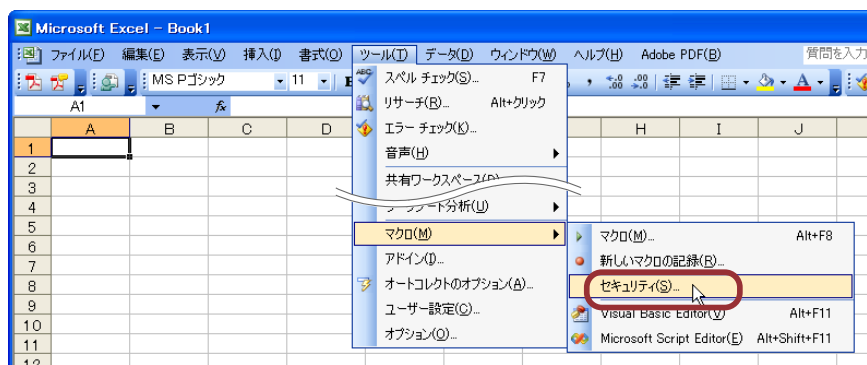 Microsoft Excel - Book1
ファイル(F) 編集(E) 表示(V) 挿入(I) 書式(O) ツール(T) データ(D) ウィンドウ(W) ヘルプ(H) Adobe PDF(B) 質問を入力
MS Pゴシック 11
A1 fx
A B C D H I J
スペル チェック(S)... F7
リサーチ(R)... Alt+クリック
エラー チェック(K)...
音声(H)
共有ワークスペース(D)
分析(U)
マクロ(M)
アドイン(I)...
オートコレクトのオプション(A)...
ユーザー設定(C)...
オプション(O)...
マクロ(M)... Alt+F8
新しいマクロの記録(R)...
セキュリティ(S)...
Visual Basic Editor(V) Alt+F11
Microsoft Script Editor(E) Alt+Shift+F11
1
2
3
4
5
6
7
8
9
10
11
12